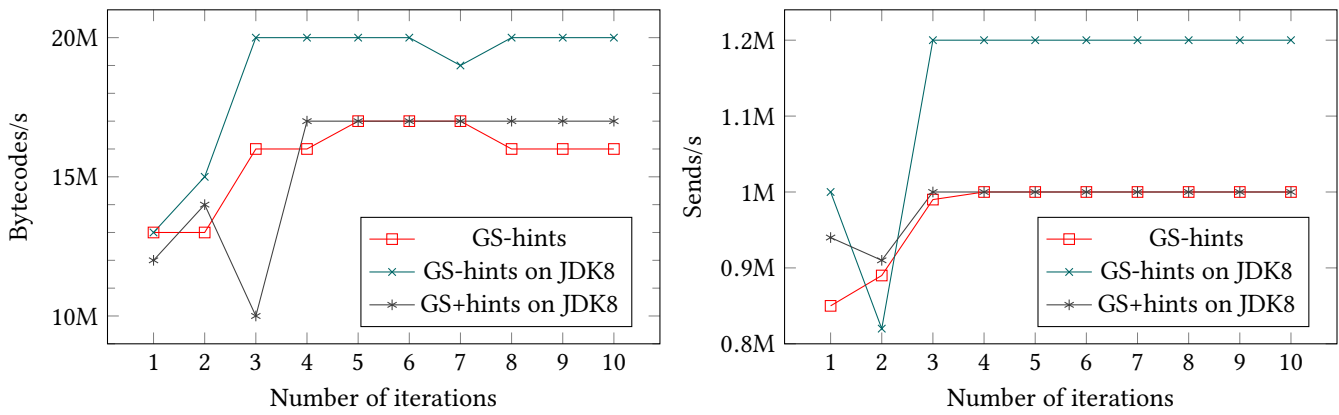 Bytecodes/s
20M
15M
10M
1 2 3 4 5 6 7 8 9 10
Number of iterations
GS-hints
GS-hints on JDK8
GS+hints on JDK8
Sends/s
1.2M
1.1M
1M
0.9M
0.8M
1 2 3 4 5 6 7 8 9 10
Number of iterations
GS-hints
GS-hints on JDK8
GS+hints on JDK8